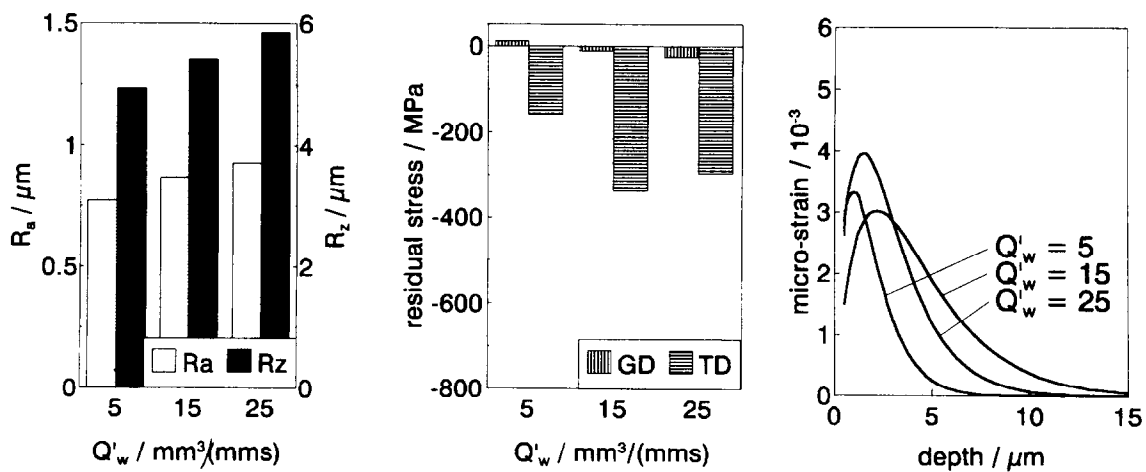 1.5
1
0.5
0
R_a / µm
6
4
2
0
R_z / µm
Ra Rz
5 15 25
Q'_w / mm³/(mms)
0
-200
-400
-600
-800
residual stress / MPa
GD TD
5 15 25
Q'_w / mm³/(mms)
6
5
4
3
2
1
0
micro-strain / 10⁻³
Q'_w = 5
Q'_w = 15
Q'_w = 25
5 10 15
depth / µm